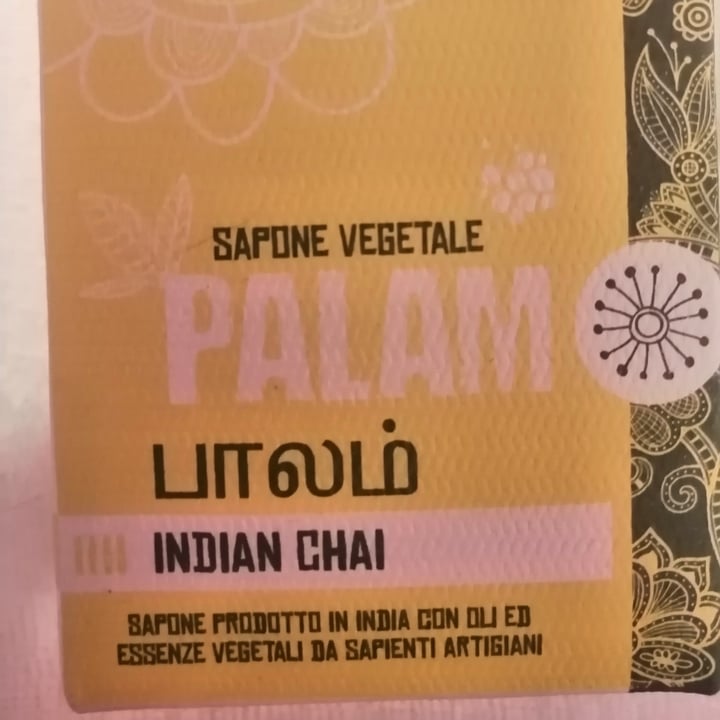 SAPONE VEGETALE
PALAM
பாலம்
INDIAN CHAI
SAPONE PRODOTTO IN INDIA CON OLI ED
ESSENZE VEGETALI DA SAPIENTI ARTIGIANI